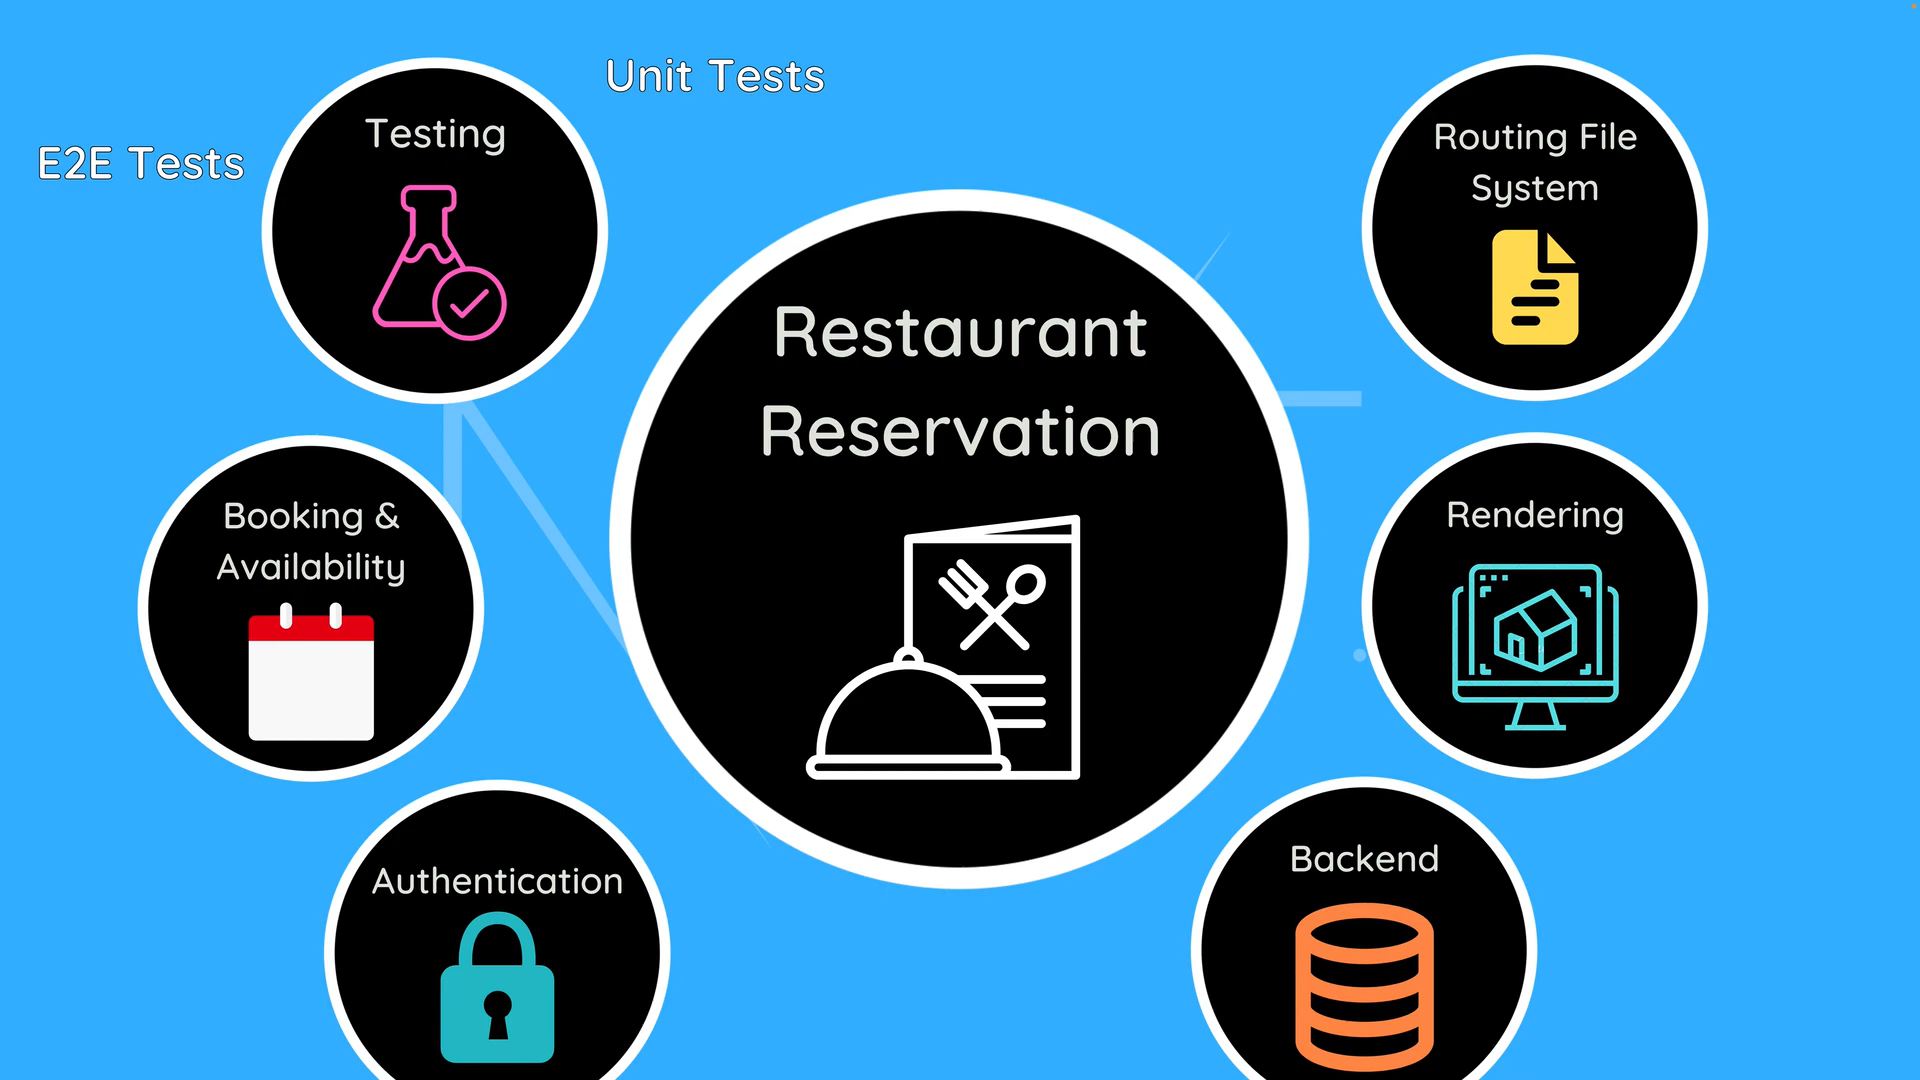 Unit Tests
E2E Tests
Testing
Routing File
System
Restaurant
Reservation
Booking &
Availability
Rendering
Authentication
Backend